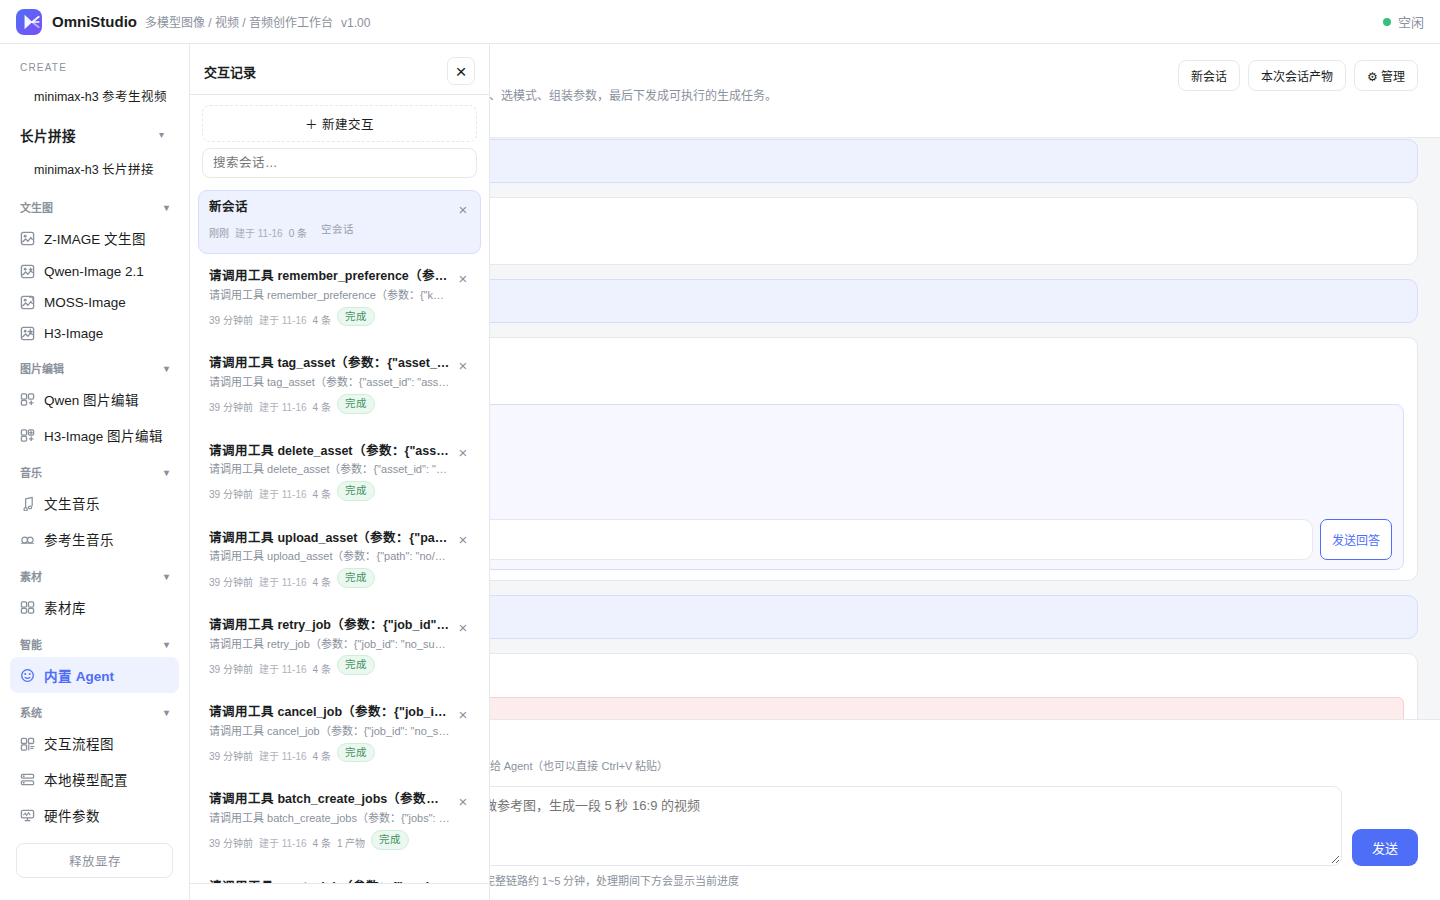 OmniStudio 多模型图像 / 视频 / 音频创作工作台 v1.00
空闲
CREATE
minimax-h3 参考生视频
长片拼接
minimax-h3 长片拼接
文生图
Z-IMAGE 文生图
Qwen-Image 2.1
MOSS-Image
H3-Image
图片编辑
Qwen 图片编辑
H3-Image 图片编辑
音乐
文生音乐
参考生音乐
素材
素材库
智能
内置 Agent
系统
交互流程图
本地模型配置
硬件参数
释放显存
交互记录
＋ 新建交互
搜索会话…
新会话
刚刚 建于 11-16 0 条 空会话
请调用工具 remember_preference（参…
请调用工具 remember_preference（参数：{"k…
39 分钟前 建于 11-16 4 条 完成
请调用工具 tag_asset（参数：{"asset_…
请调用工具 tag_asset（参数：{"asset_id": "ass…
39 分钟前 建于 11-16 4 条 完成
请调用工具 delete_asset（参数：{"ass…
请调用工具 delete_asset（参数：{"asset_id": "…
39 分钟前 建于 11-16 4 条 完成
请调用工具 upload_asset（参数：{"pa…
请调用工具 upload_asset（参数：{"path": "no/…
39 分钟前 建于 11-16 4 条 完成
请调用工具 retry_job（参数：{"job_id"…
请调用工具 retry_job（参数：{"job_id": "no_su…
39 分钟前 建于 11-16 4 条 完成
请调用工具 cancel_job（参数：{"job_i…
请调用工具 cancel_job（参数：{"job_id": "no_s…
39 分钟前 建于 11-16 4 条 完成
请调用工具 batch_create_jobs（参数…
请调用工具 batch_create_jobs（参数：{"jobs": …
39 分钟前 建于 11-16 4 条 1 产物 完成
新会话
本次会话产物
⚙ 管理
、选模式、组装参数，最后下发成可执行的生成任务。
发送回答
给 Agent（也可以直接 Ctrl+V 粘贴）
做参考图，生成一段 5 秒 16:9 的视频
发送
完整链路约 1~5 分钟，处理期间下方会显示当前进度